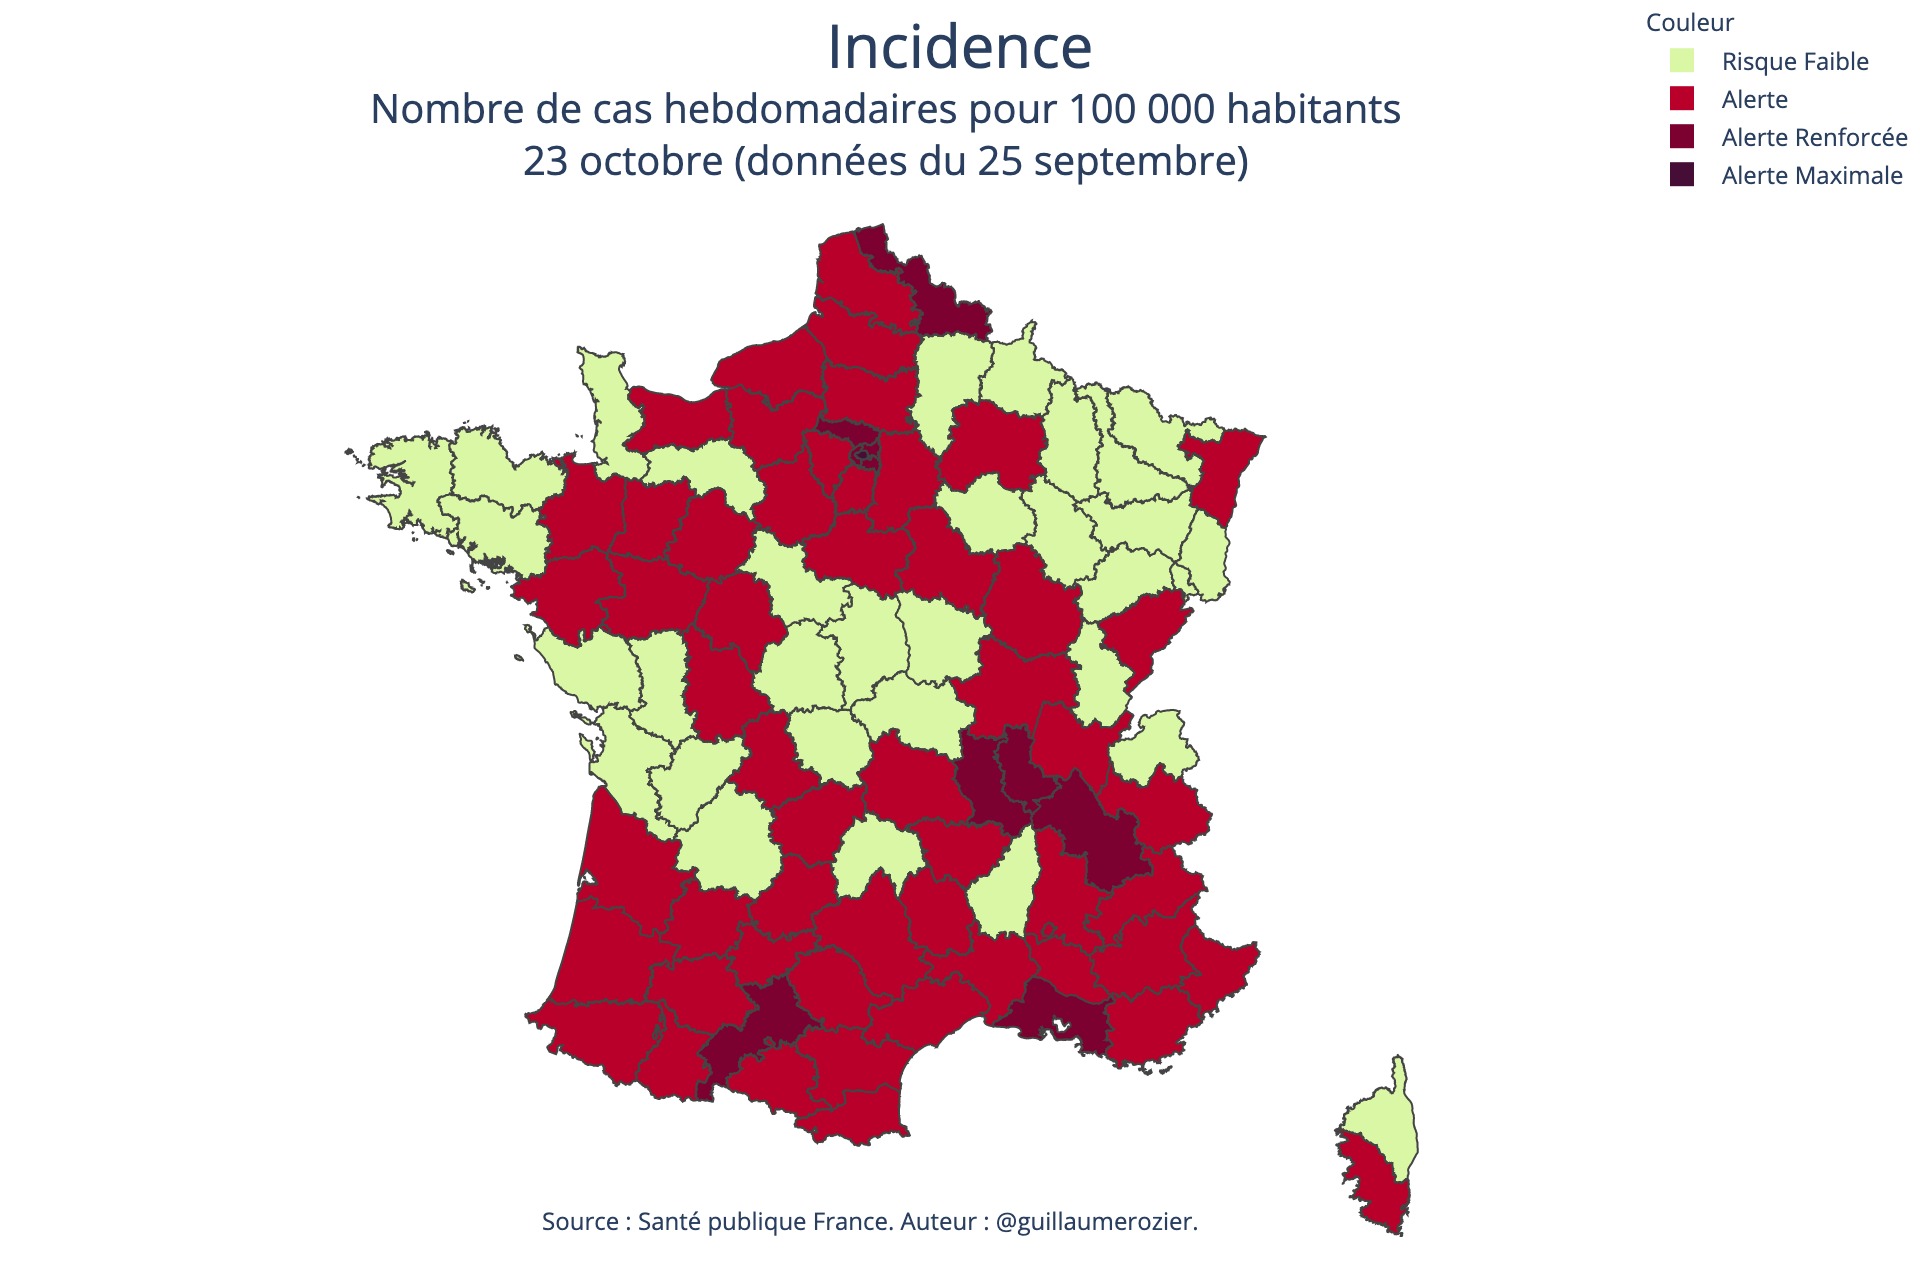 Incidence
Nombre de cas hebdomadaires pour 100 000 habitants
23 octobre (données du 25 septembre)
Couleur
Risque Faible
Alerte
Alerte Renforcée
Alerte Maximale
Source : Santé publique France. Auteur : @guillaumerozier.